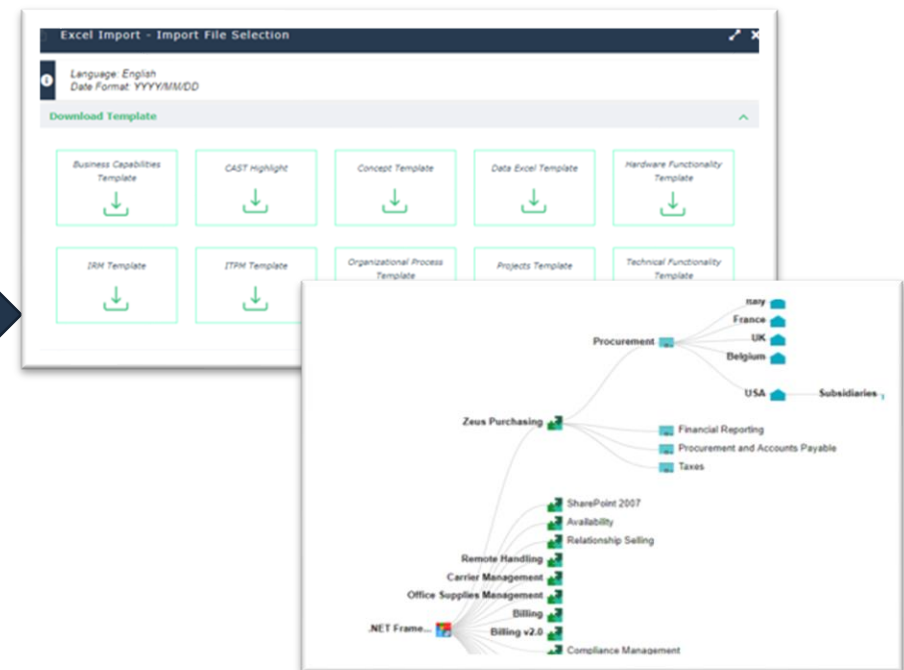 Excel Import - Import File Selection
Language: English
Date Format: YYYY/MM/DD
Download Template
Business Capabilities
Template
CAST Highlight
Concept Template
Data Excel Template
Hardware Functionality
Template
IRM Template
ITPM Template
Organizational Process
Template
Projects Template
Technical Functionality
Template
Italy
France
Procurement
UK
Belgium
USA
Subsidiaries
Zeus Purchasing
Financial Reporting
Procurement and Accounts Payable
Taxes
SharePoint 2007
Availability
Relationship Selling
Remote Handling
Carrier Management
Office Supplies Management
Billing
.NET Frame...
Billing v2.0
Compliance Management